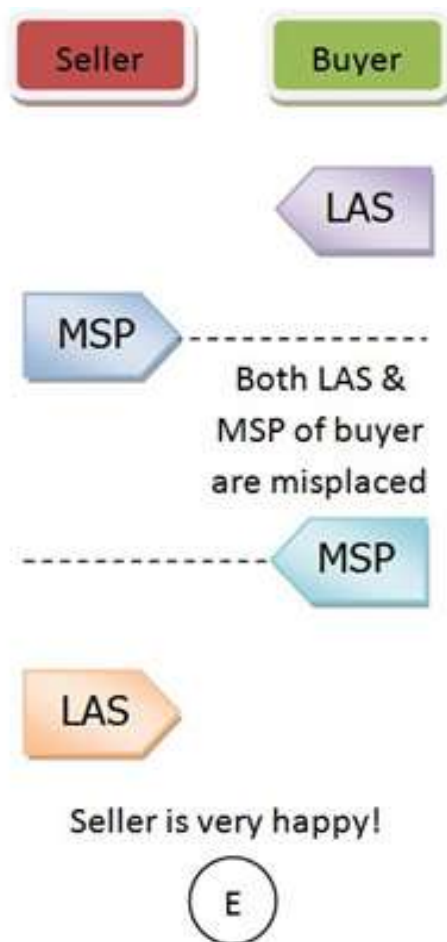 Seller
Buyer
LAS
MSP
Both LAS &
MSP of buyer
are misplaced
MSP
LAS
Seller is very happy!
E